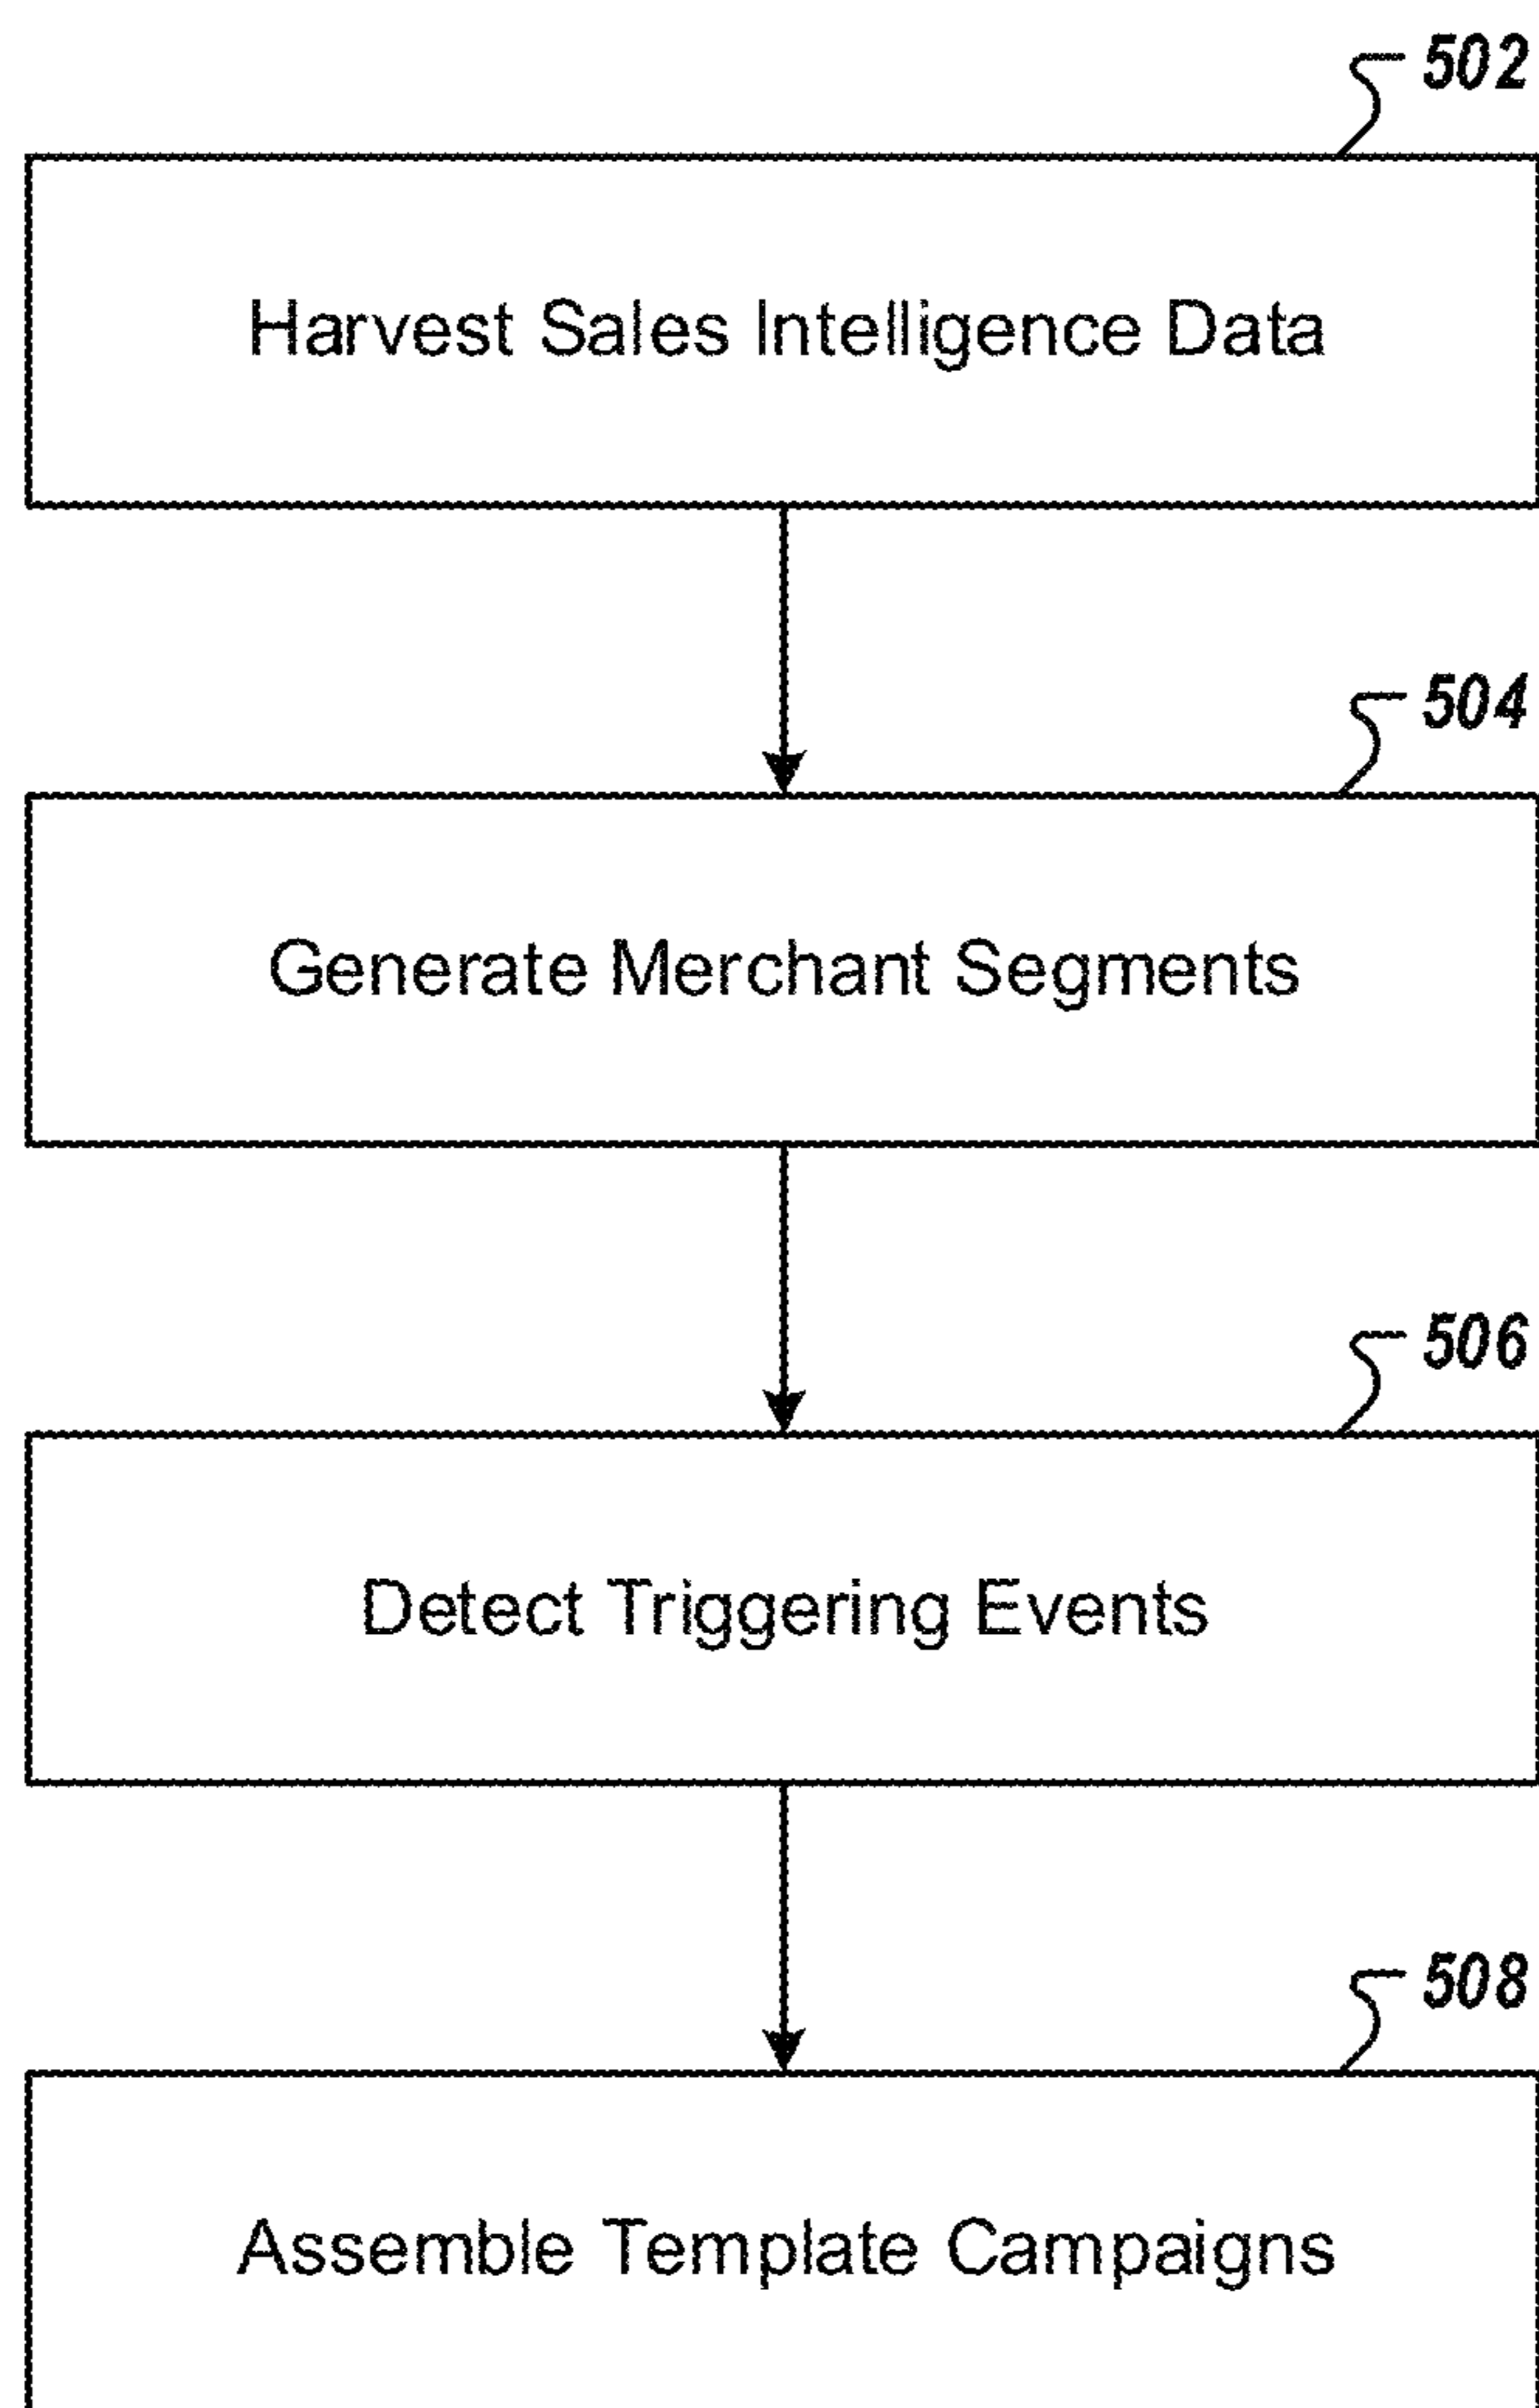 502
Harvest Sales Intelligence Data
504
Generate Merchant Segments
506
Detect Triggering Events
508
Assemble Template Campaigns